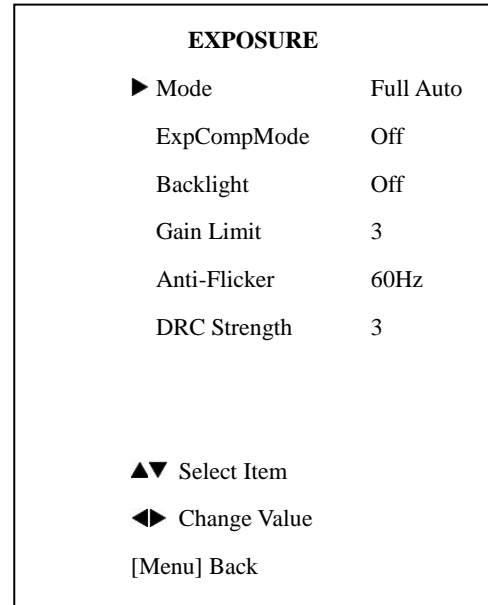 EXPOSURE
▶ Mode Full Auto
ExpCompMode Off
Backlight Off
Gain Limit 3
Anti-Flicker 60Hz
DRC Strength 3
▲▼ Select Item
◀▶ Change Value
[Menu] Back